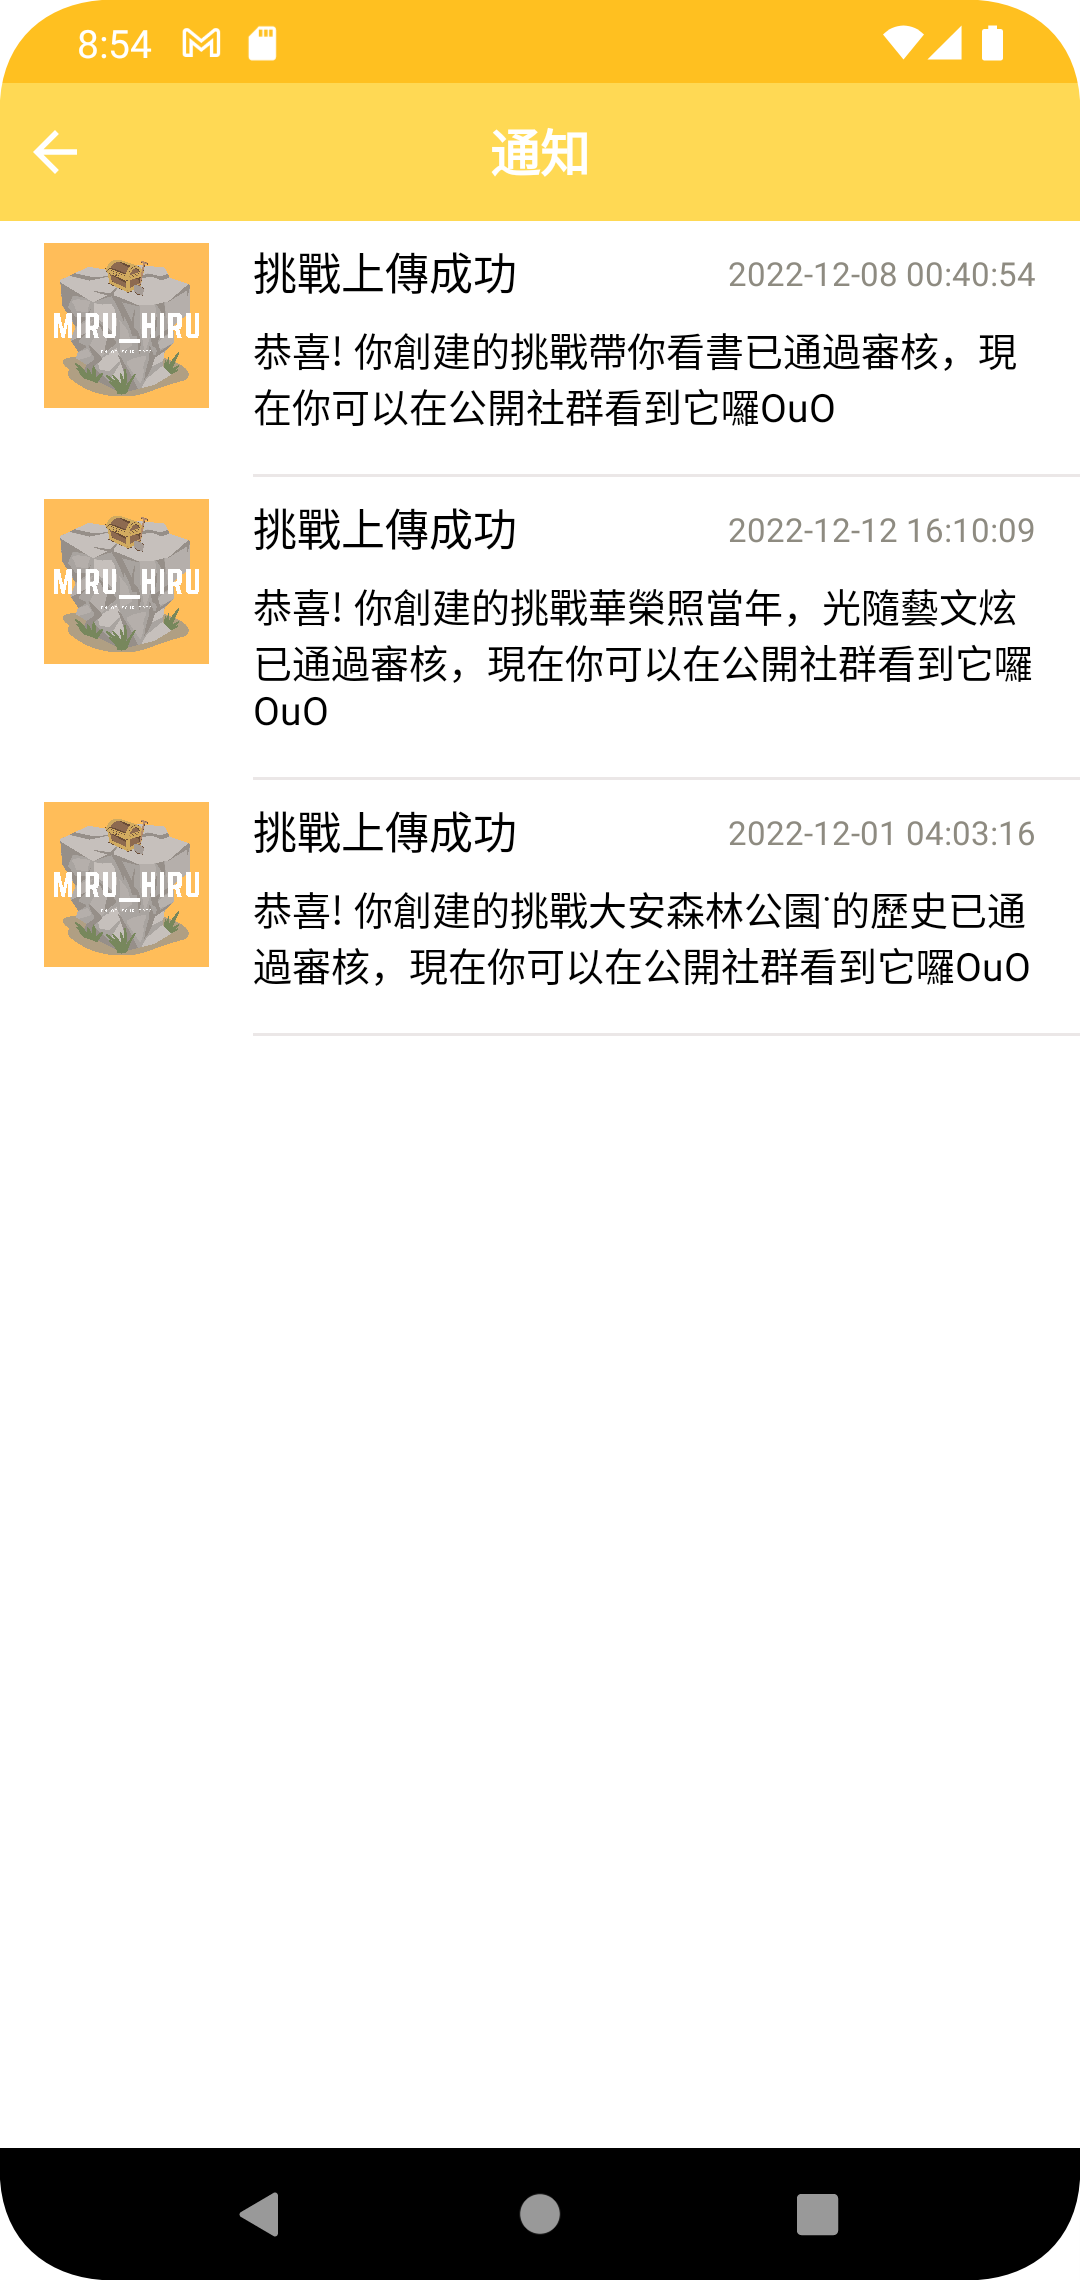 8:54
通知
挑戰上傳成功 2022-12-08 00:40:54
MIRU_HIRU
恭喜! 你創建的挑戰帶你看書已通過審核，現
在你可以在公開社群看到它囉OuO
挑戰上傳成功 2022-12-12 16:10:09
MIRU_HIRU
恭喜! 你創建的挑戰華榮照當年，光隨藝文炫
已通過審核，現在你可以在公開社群看到它囉
OuO
挑戰上傳成功 2022-12-01 04:03:16
MIRU_HIRU
恭喜! 你創建的挑戰大安森林公園˙的歷史已通
過審核，現在你可以在公開社群看到它囉OuO